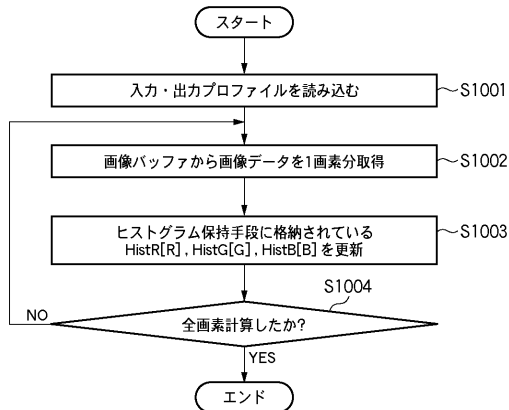 スタート
入力・出力プロファイルを読み込む
S1001
画像バッファから画像データを1画素分取得
S1002
ヒストグラム保持手段に格納されている
HistR[R] , HistG[G] , HistB[B] を更新
S1003
S1004
全画素計算したか?
NO
YES
エンド